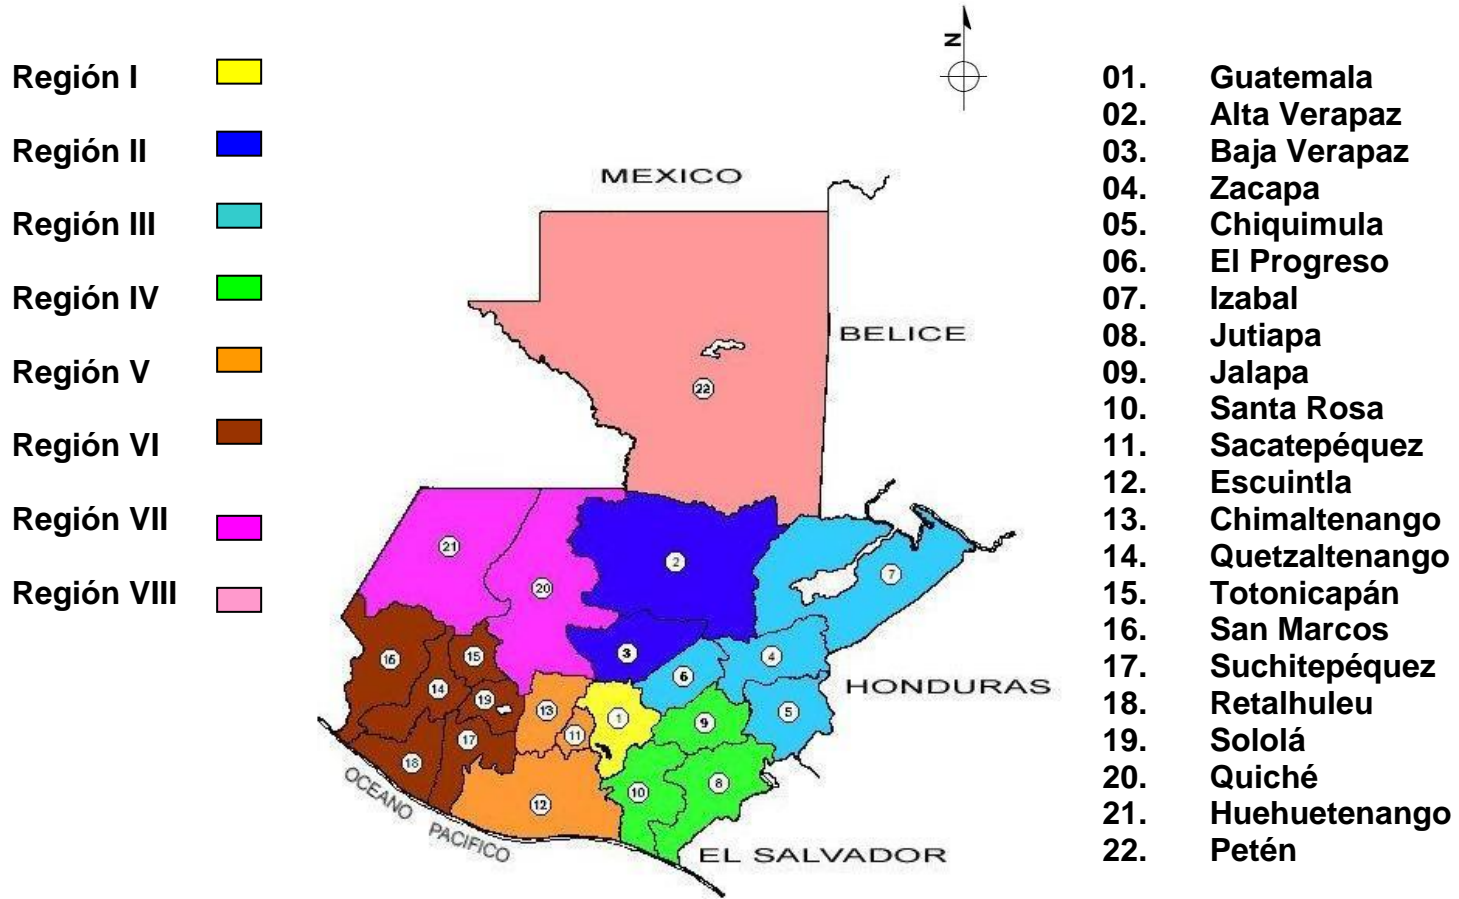 Región I
Región II
Región III
Región IV
Región V
Región VI
Región VII
Región VIII
N
MEXICO
BELICE
HONDURAS
EL SALVADOR
OCEANO PACIFICO
22
21
20
2
7
3
4
16
15
6
14
19
13
1
9
5
11
17
18
8
10
12
01. Guatemala
02. Alta Verapaz
03. Baja Verapaz
04. Zacapa
05. Chiquimula
06. El Progreso
07. Izabal
08. Jutiapa
09. Jalapa
10. Santa Rosa
11. Sacatepéquez
12. Escuintla
13. Chimaltenango
14. Quetzaltenango
15. Totonicapán
16. San Marcos
17. Suchitepéquez
18. Retalhuleu
19. Sololá
20. Quiché
21. Huehuetenango
22. Petén